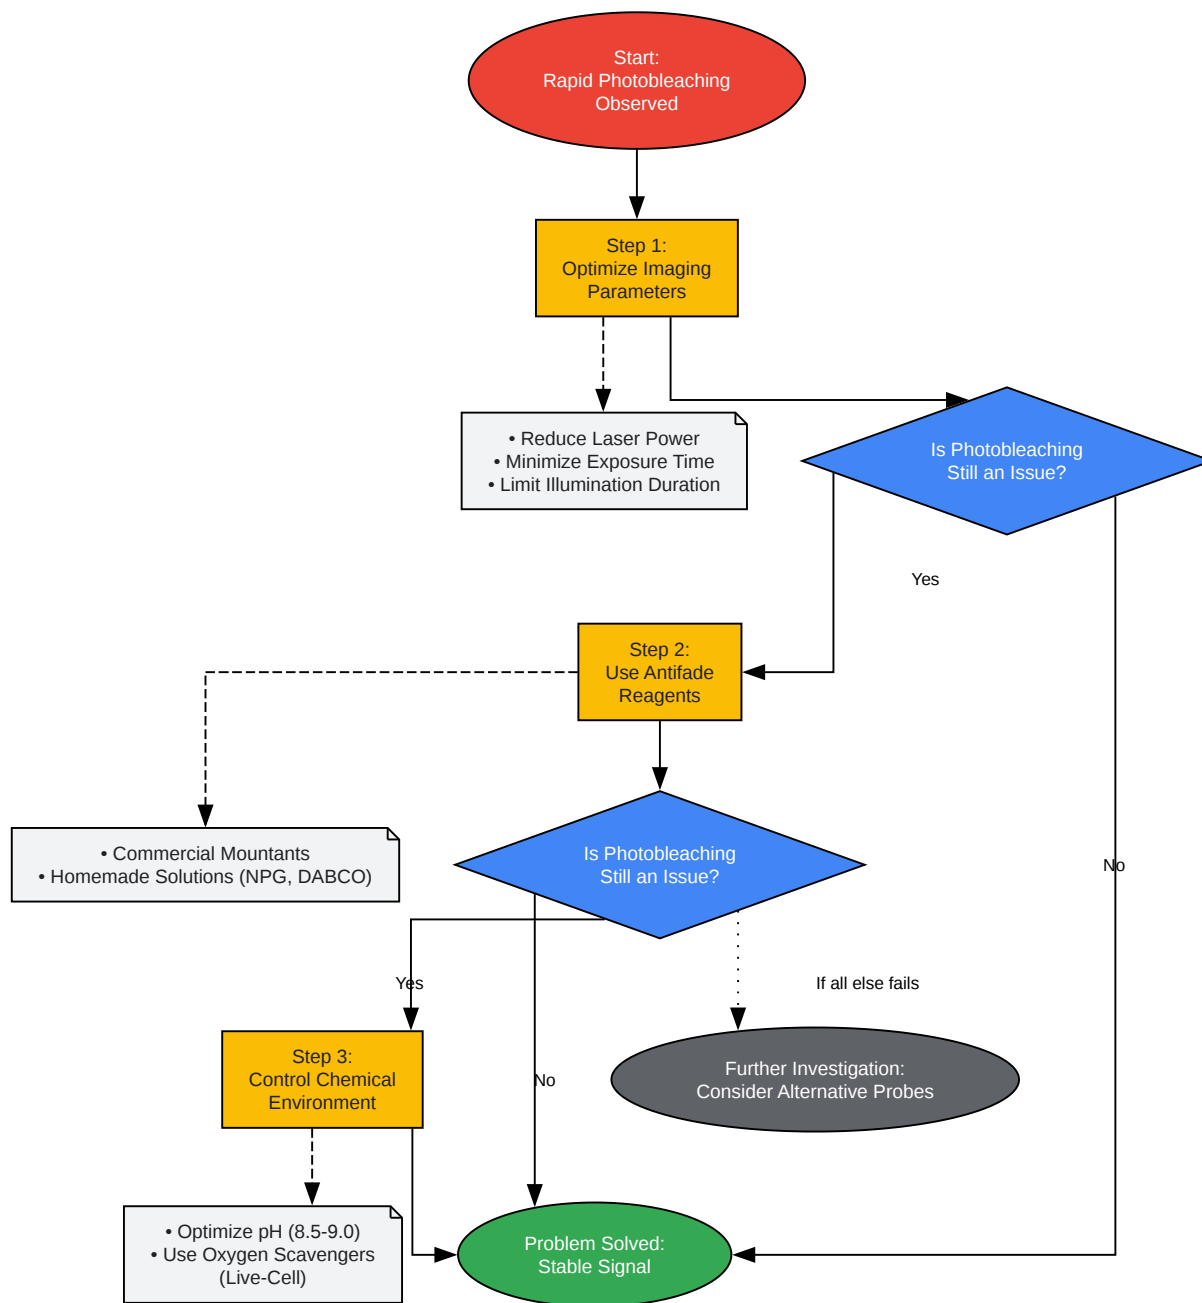 Start:
Rapid Photobleaching
Observed
Step 1:
Optimize Imaging
Parameters
• Reduce Laser Power
• Minimize Exposure Time
• Limit Illumination Duration
Is Photobleaching
Still an Issue?
Yes
Step 2:
Use Antifade
Reagents
• Commercial Mountants
• Homemade Solutions (NPG, DABCO)
Is Photobleaching
Still an Issue?
No
Yes
If all else fails
Step 3:
Control Chemical
Environment
No
Further Investigation:
Consider Alternative Probes
• Optimize pH (8.5-9.0)
• Use Oxygen Scavengers
(Live-Cell)
Problem Solved:
Stable Signal